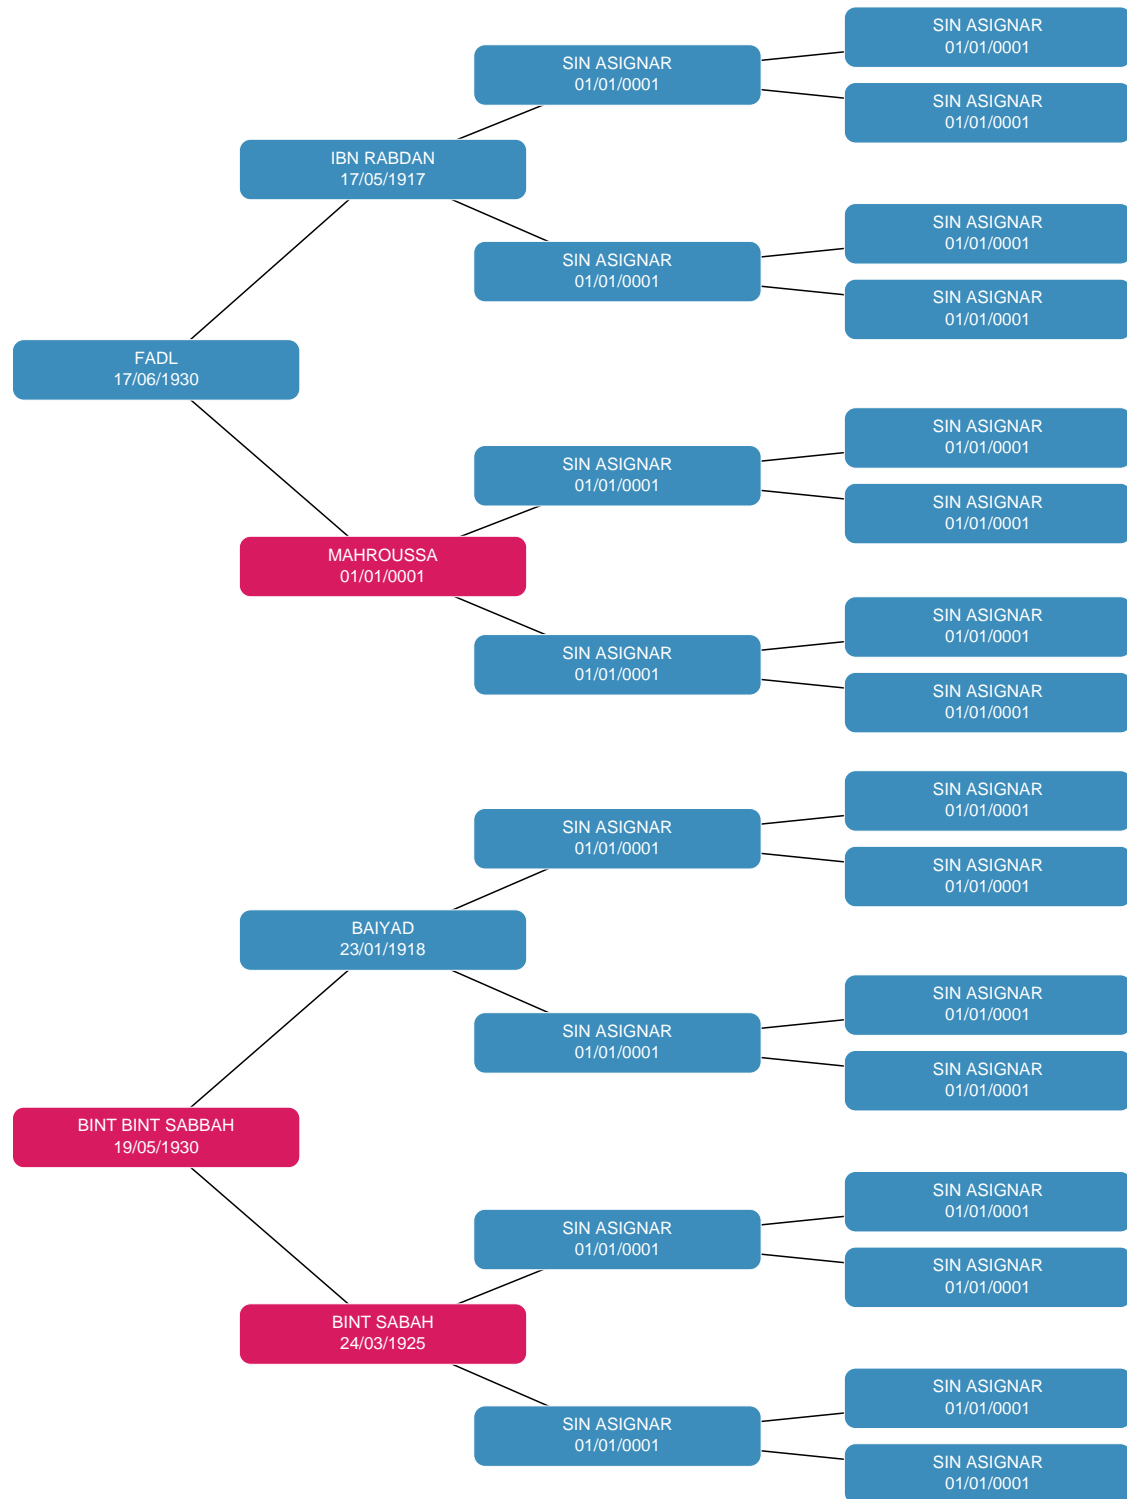 SIN ASIGNAR
01/01/0001
SIN ASIGNAR
01/01/0001
SIN ASIGNAR
01/01/0001
IBN RABDAN
17/05/1917
SIN ASIGNAR
01/01/0001
SIN ASIGNAR
01/01/0001
SIN ASIGNAR
01/01/0001
FADL
17/06/1930
SIN ASIGNAR
01/01/0001
SIN ASIGNAR
01/01/0001
SIN ASIGNAR
01/01/0001
MAHROUSSA
01/01/0001
SIN ASIGNAR
01/01/0001
SIN ASIGNAR
01/01/0001
SIN ASIGNAR
01/01/0001
SIN ASIGNAR
01/01/0001
SIN ASIGNAR
01/01/0001
SIN ASIGNAR
01/01/0001
BAIYAD
23/01/1918
SIN ASIGNAR
01/01/0001
SIN ASIGNAR
01/01/0001
SIN ASIGNAR
01/01/0001
BINT BINT SABBAH
19/05/1930
SIN ASIGNAR
01/01/0001
SIN ASIGNAR
01/01/0001
SIN ASIGNAR
01/01/0001
BINT SABAH
24/03/1925
SIN ASIGNAR
01/01/0001
SIN ASIGNAR
01/01/0001
SIN ASIGNAR
01/01/0001